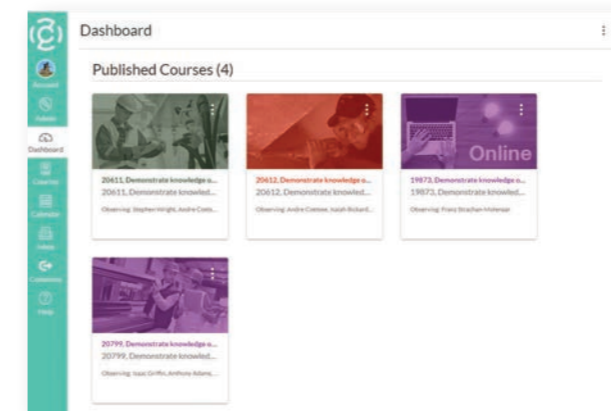 Dashboard
Published Courses (4)
Account
Admin
Dashboard
Courses
Calendar
Inbox
Commons
Help
20611, Demonstrate knowledge o...
20611, Demonstrate knowled...
Observing: Stephen Wright, Andre
20612, Demonstrate knowledge o...
20612, Demonstrate knowled...
Observing: Andre Coetzee, Isaiah
Online
19873, Demonstrate knowledge o...
19873, Demonstrate knowled...
Observing: Franz Strachan-Molenaar
20799, Demonstrate knowledge o...
20799, Demonstrate knowled...
Observing: Isaac Griffin, Anthony Adams, ...